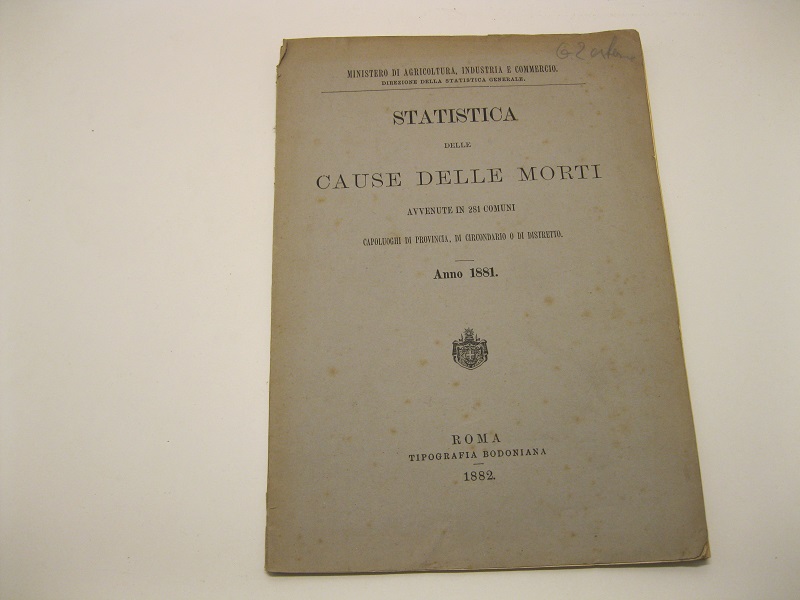 MINISTERO DI AGRICOLTURA, INDUSTRIA E COMMERCIO.
DIREZIONE DELLA STATISTICA GENERALE.
STATISTICA
DELLE
CAUSE DELLE MORTI
AVVENUTE IN 281 COMUNI
CAPOLUOGHI DI PROVINCIA, DI CIRCONDARIO O DI DISTRETTO.
Anno 1881.
ROMA
TIPOGRAFIA BODONIANA
1882.